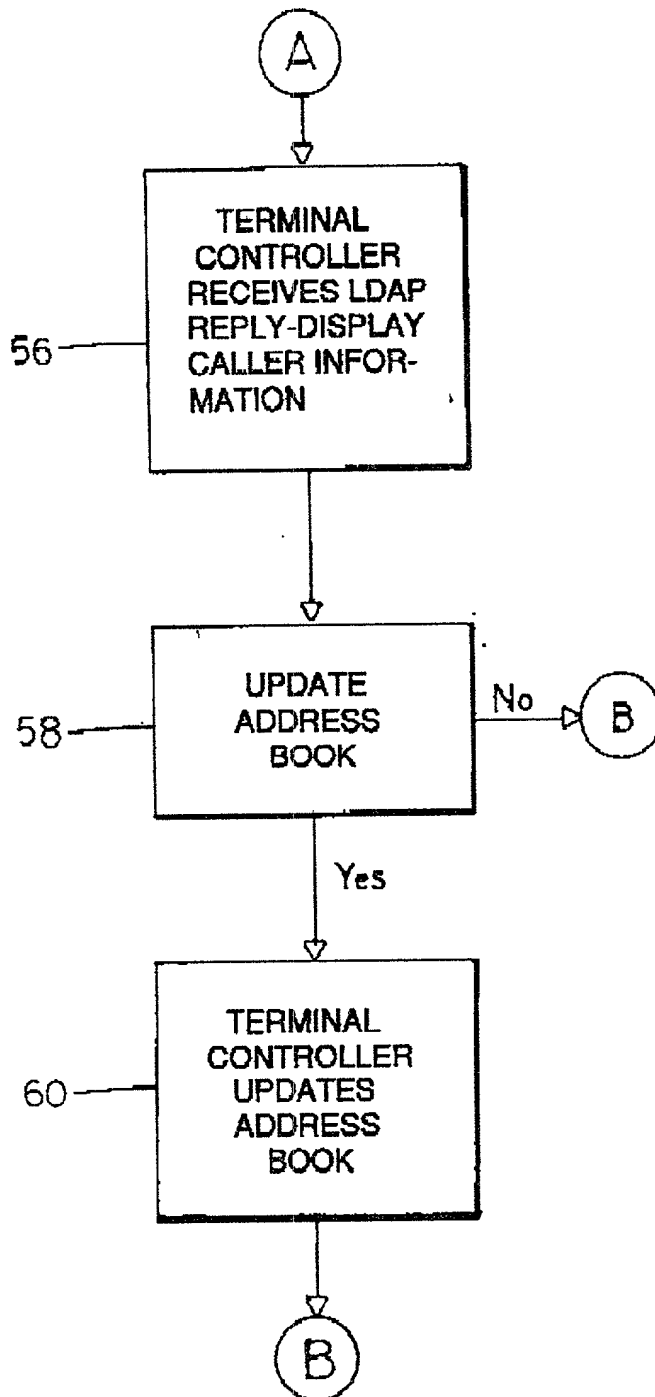 A
TERMINAL
CONTROLLER
RECEIVES LDAP
REPLY-DISPLAY
CALLER INFOR-
MATION
56
UPDATE
ADDRESS
BOOK
58
No
B
Yes
TERMINAL
CONTROLLER
UPDATES
ADDRESS
BOOK
60
B